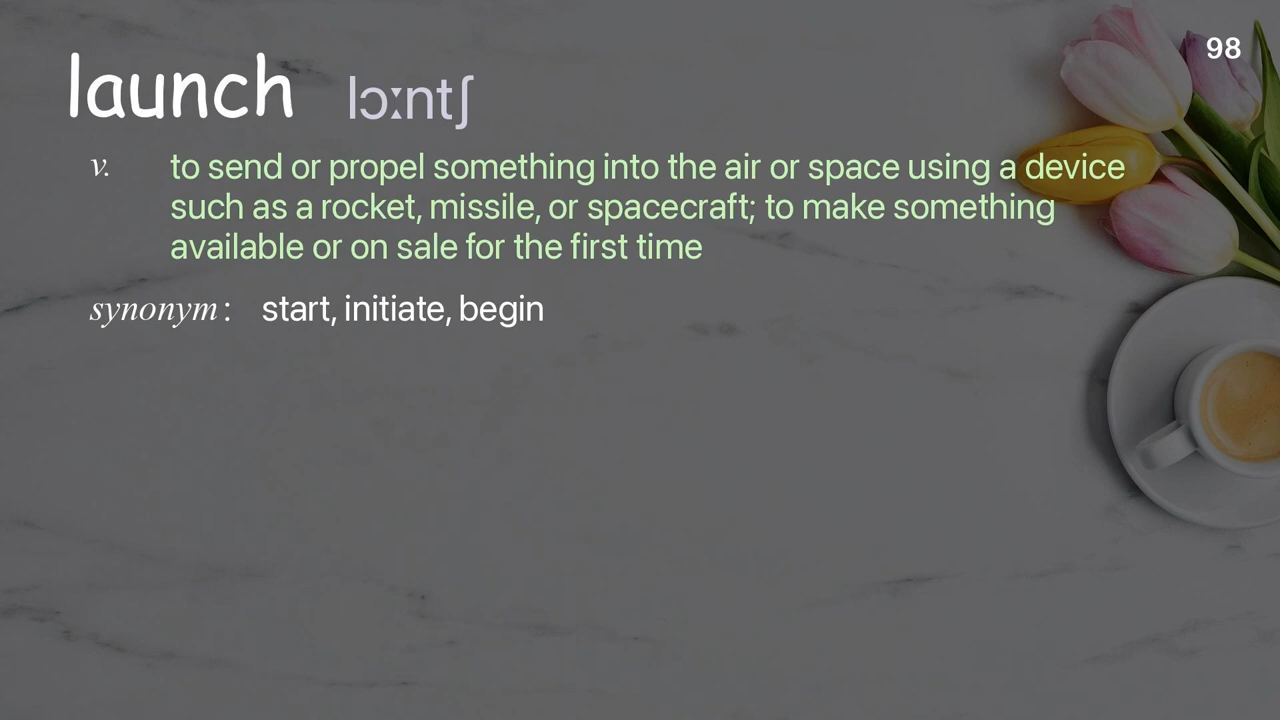 98
launch lɔːntʃ
v. to send or propel something into the air or space using a device
such as a rocket, missile, or spacecraft; to make something
available or on sale for the first time
synonym: start, initiate, begin